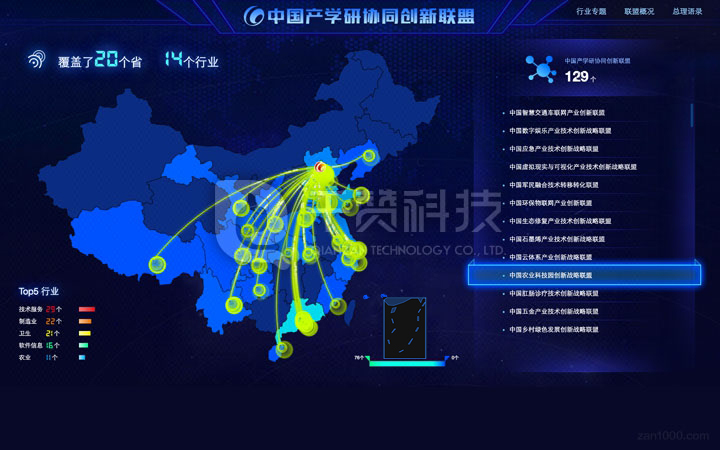 中国产学研协同创新联盟
行业专题 联盟概况 总理语录
覆盖了20个省 14个行业
中国产学研协同创新联盟
129个
中国智慧交通车联网产业创新联盟
中国数字娱乐产业技术创新战略联盟
中国应急产业技术创新战略联盟
中国虚拟现实与可视化产业技术创新战略联盟
中国军民融合技术转移转化联盟
中国环保物联网产业创新联盟
中国生态修复产业技术创新战略联盟
中国石墨烯产业技术创新战略联盟
中国云体系产业创新战略联盟
中国农业科技园创新战略联盟
中国肛肠诊疗技术创新战略联盟
中国五金产业技术创新战略联盟
中国乡村绿色发展创新战略联盟
点赞科技
DIANZAN TECHNOLOGY CO., LTD.
Top5 行业
技术服务 29个
制造业 22个
卫生 21个
软件信息 16个
农业 11个
76个 0个
zan1000.com